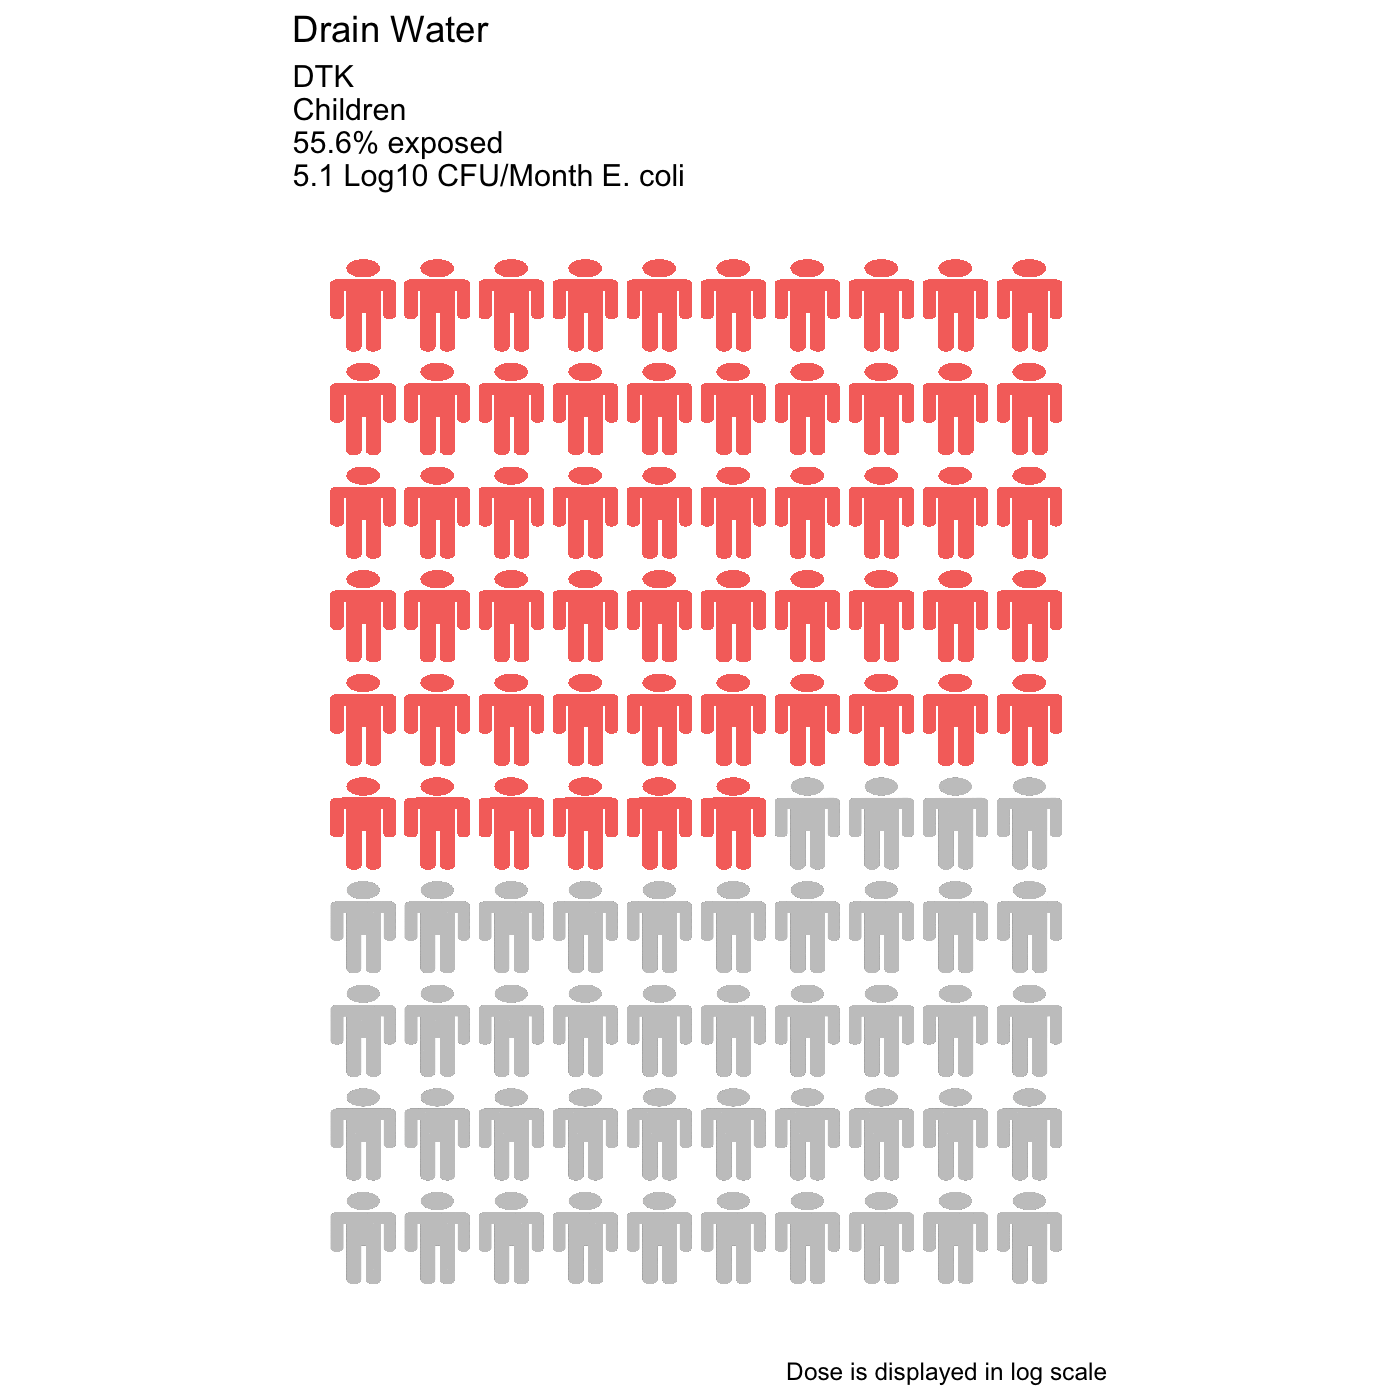 Drain Water
DTK
Children
55.6% exposed
5.1 Log10 CFU/Month E. coli
Dose is displayed in log scale